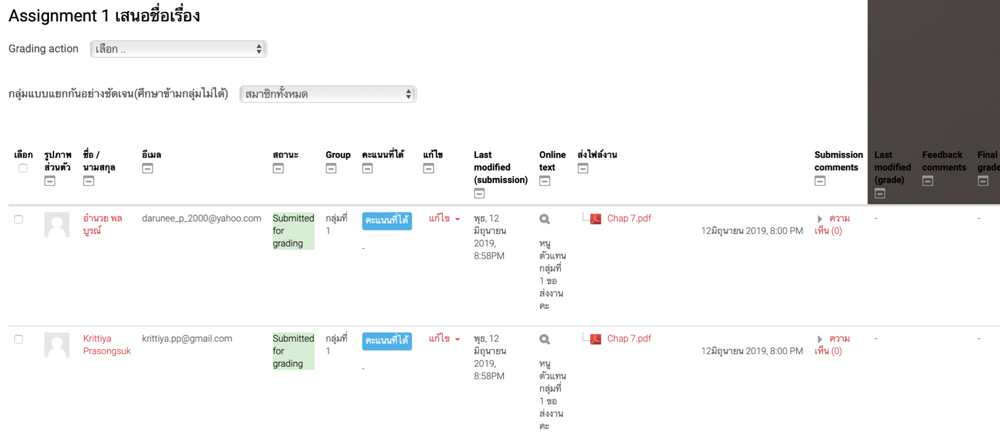 Assignment 1 เสนอชื่อเรื่อง
Grading action เลือก ..
กลุ่มแบบแยกกันอย่างชัดเจน(ศึกษาข้ามกลุ่มไม่ได้) สมาชิกทั้งหมด
เลือก
รูปภาพ
ส่วนตัว
ชื่อ /
นามสกุล
อีเมล
สถานะ
Group
คะแนนที่ได้
แก้ไข
Last
modified
(submission)
Online
text
ส่งไฟล์งาน
Submission
comments
Last
modified
(grade)
Feedback
comments
Final
grade
อำนวย พล
บูรณ์
darunee_p_2000@yahoo.com
Submitted
for
grading
กลุ่มที่
1
คะแนนที่ได้
-
แก้ไข
พุธ, 12
มิถุนายน
2019,
8:58PM
หนู
ตัวแทน
กลุ่มที่
1 ขอ
ส่งงาน
คะ
Chap 7.pdf
12มิถุนายน 2019, 8:00 PM
ความ
เห็น (0)
-
-
Krittiya
Prasongsuk
krittiya.pp@gmail.com
Submitted
for
grading
กลุ่มที่
1
คะแนนที่ได้
-
แก้ไข
พุธ, 12
มิถุนายน
2019,
8:58PM
หนู
ตัวแทน
กลุ่มที่
1 ขอ
ส่งงาน
คะ
Chap 7.pdf
12มิถุนายน 2019, 8:00 PM
ความ
เห็น (0)
-
-